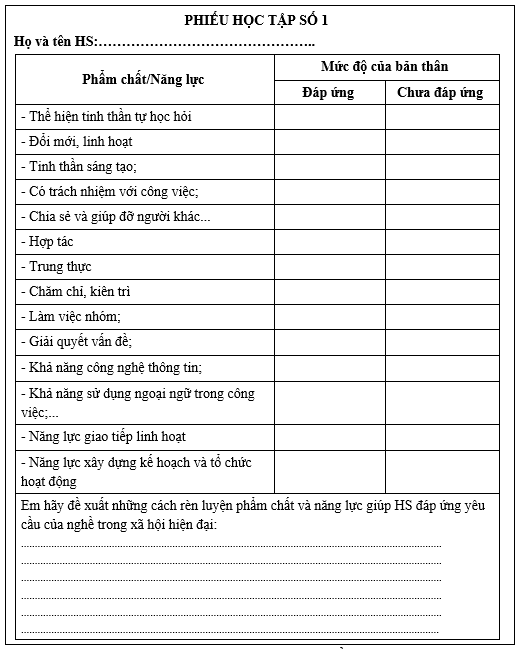 PHIẾU HỌC TẬP SỐ 1
Họ và tên HS:…………………………………………..
Phẩm chất/Năng lực
Mức độ của bản thân
Đáp ứng
Chưa đáp ứng
- Thể hiện tinh thần tự học hỏi
- Đổi mới, linh hoạt
- Tinh thần sáng tạo;
- Có trách nhiệm với công việc;
- Chia sẻ và giúp đỡ người khác...
- Hợp tác
- Trung thực
- Chăm chỉ, kiên trì
- Làm việc nhóm;
- Giải quyết vấn đề;
- Khả năng công nghệ thông tin;
- Khả năng sử dụng ngoại ngữ trong công
việc;...
- Năng lực giao tiếp linh hoạt
- Năng lực xây dựng kế hoạch và tổ chức
hoạt động
Em hãy đề xuất những cách rèn luyện phẩm chất và năng lực giúp HS đáp ứng yêu
cầu của nghề trong xã hội hiện đại: